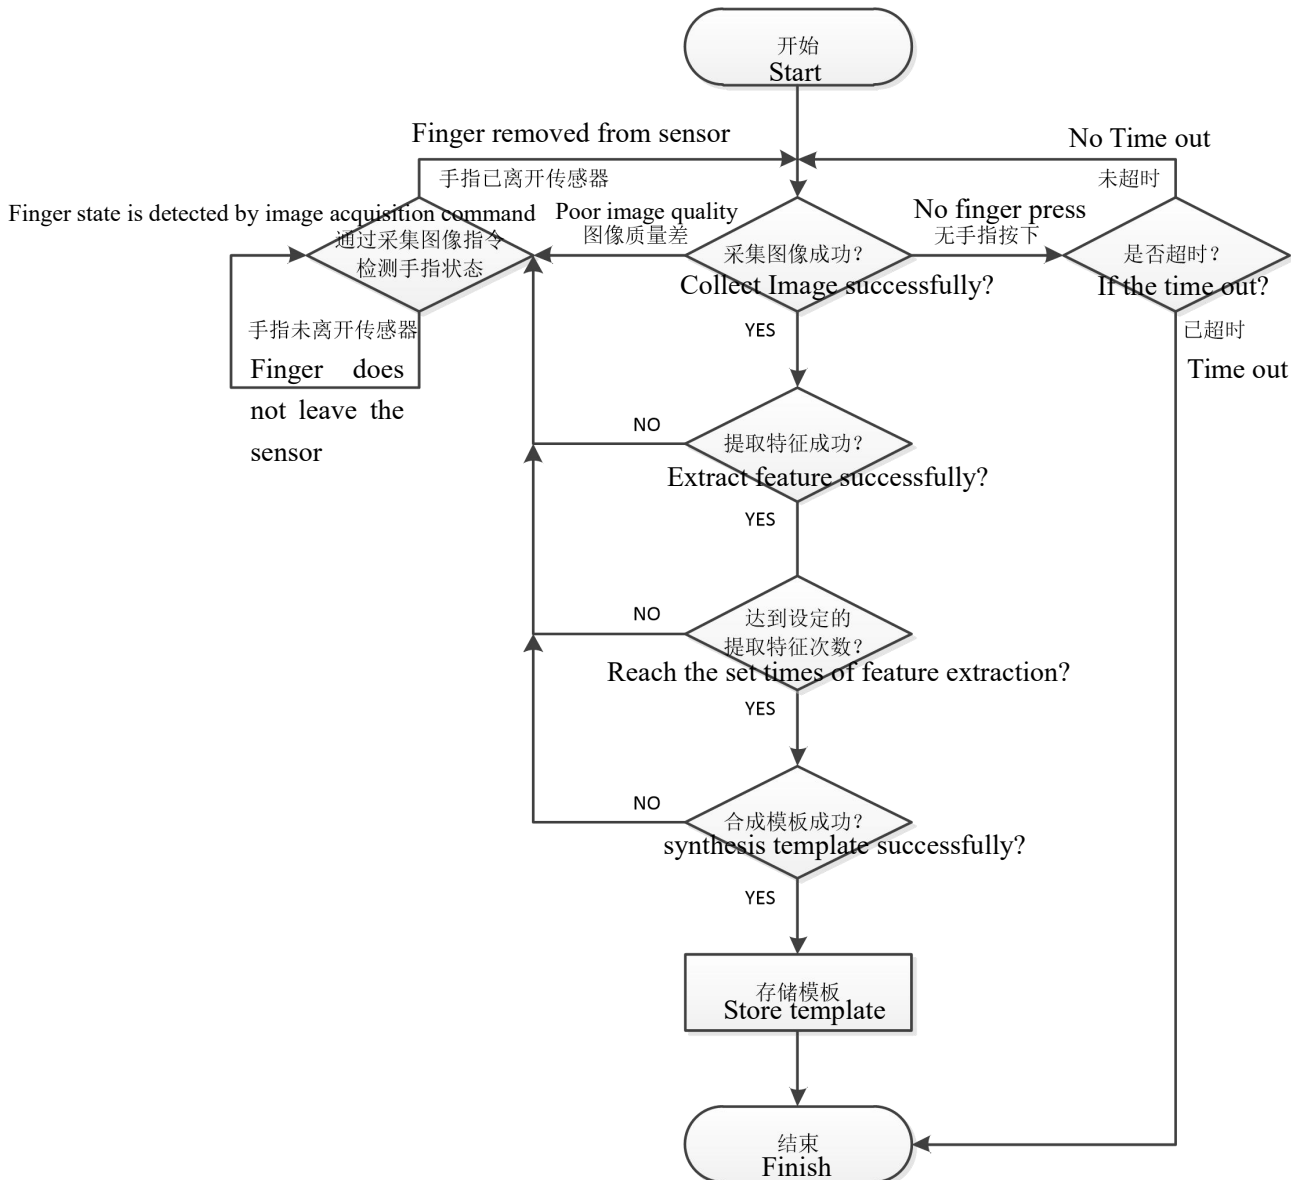 开始
Start
Finger removed from sensor
No Time out
手指已离开传感器
未超时
Finger state is detected by image acquisition command
Poor image quality
No finger press
通过采集图像指令
检测手指状态
图像质量差
无手指按下
采集图像成功?
Collect Image successfully?
是否超时?
If the time out?
手指未离开传感器
YES
已超时
Finger does
not leave the
sensor
Time out
NO
提取特征成功?
Extract feature successfully?
YES
NO
达到设定的
提取特征次数?
Reach the set times of feature extraction?
YES
NO
合成模板成功?
synthesis template successfully?
YES
存储模板
Store template
结束
Finish